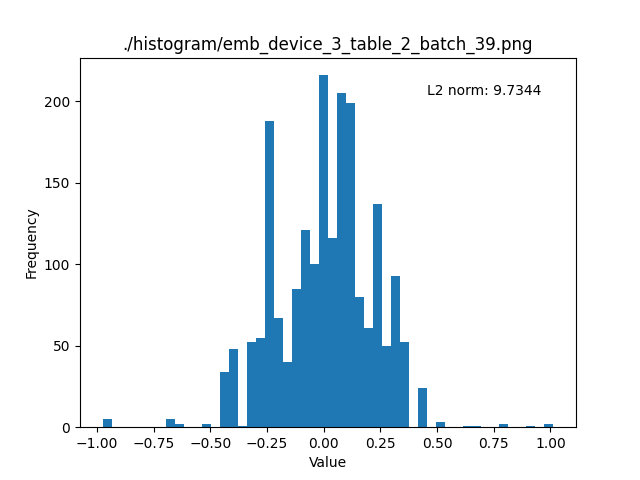 ./histogram/emb_device_3_table_2_batch_39.png
L2 norm: 9.7344
200
150
100
50
0
Frequency
−1.00 −0.75 −0.50 −0.25 0.00 0.25 0.50 0.75 1.00
Value